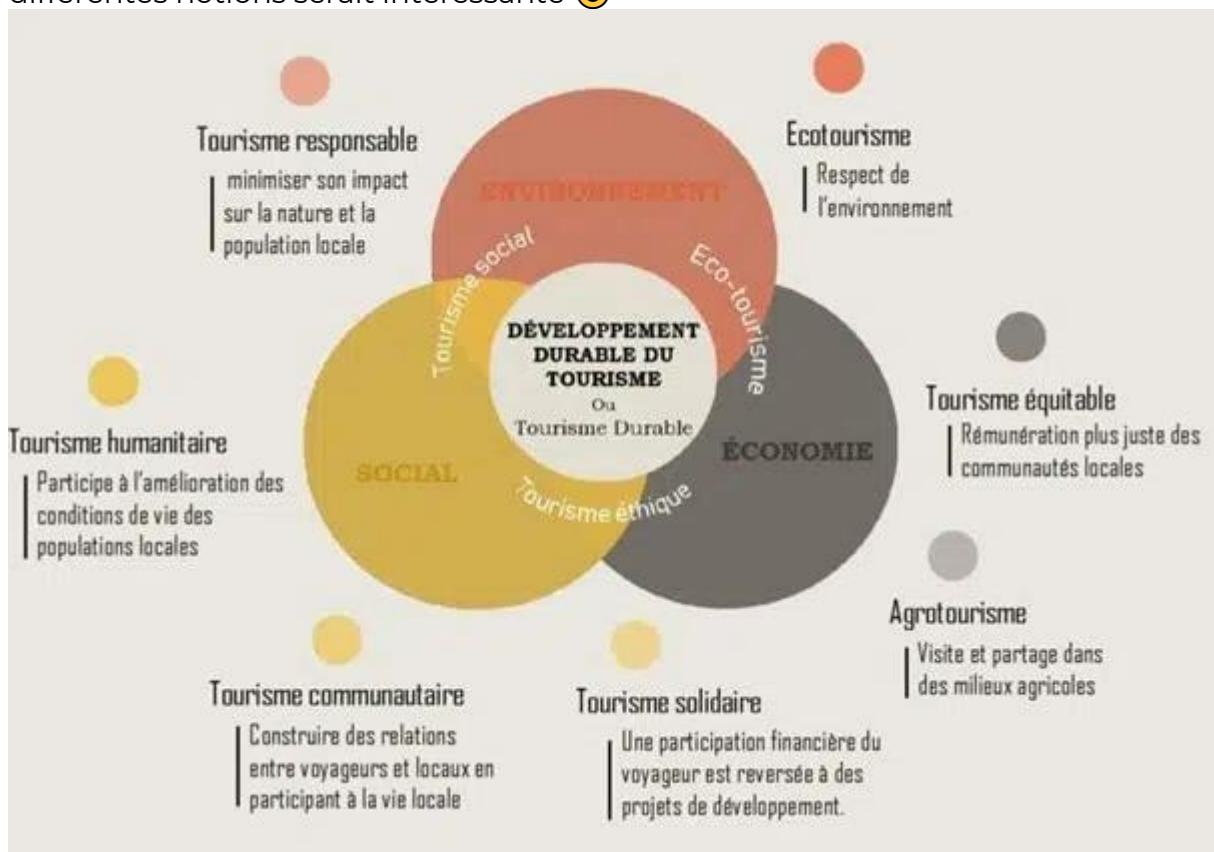 différentes notions serait intéressante
Tourisme responsable
minimiser son impact
sur la nature et la
population locale
Ecotourisme
Respect de
l'environnement
ENVIRONNEMENT
Tourisme social
Eco-tourisme
DÉVELOPPEMENT
DURABLE DU
TOURISME
Ou
Tourisme Durable
Tourisme équitable
Rémunération plus juste des
communautés locales
Tourisme humanitaire
Participe à l'amélioration des
conditions de vie des
populations locales
SOCIAL
ÉCONOMIE
Tourisme éthique
Agrotourisme
Visite et partage dans
des milieux agricoles
Tourisme communautaire
Construire des relations
entre voyageurs et locaux en
participant à la vie locale
Tourisme solidaire
Une participation financière du
voyageur est reversée à des
projets de développement.